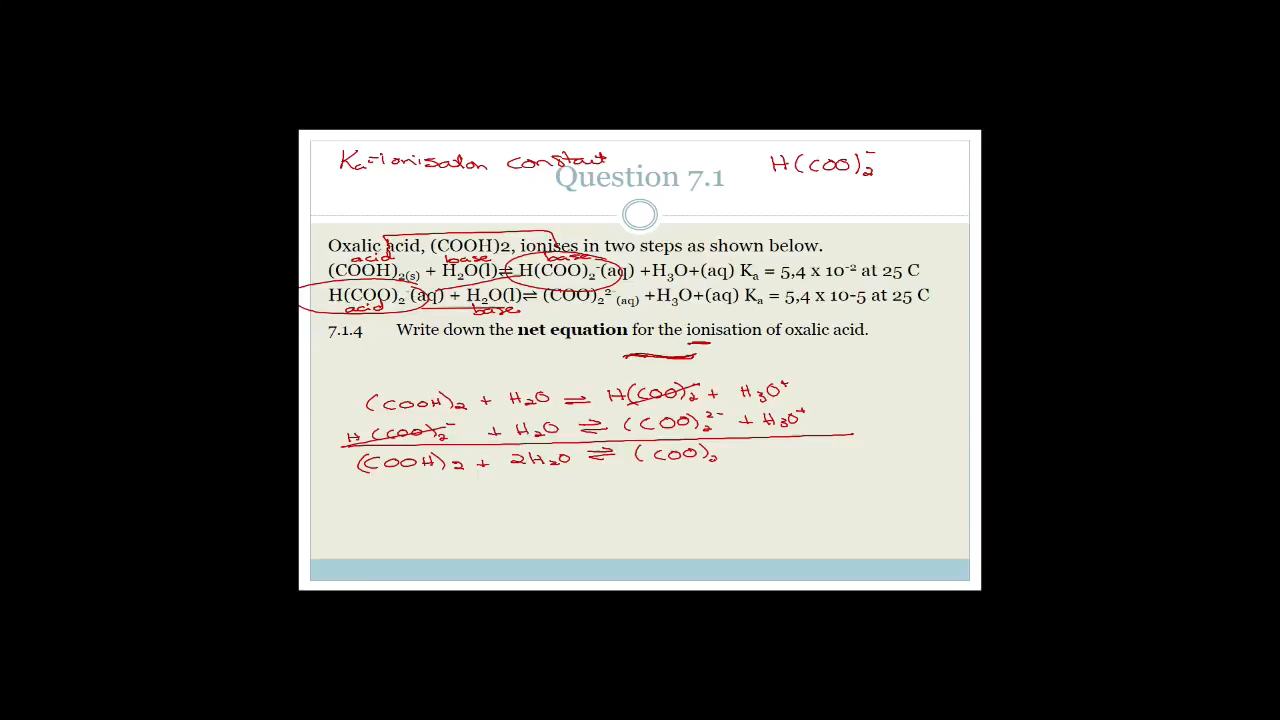 Ka = ionisaton constant
H(COO)₂⁻
Question 7.1
Oxalic acid, (COOH)2, ionises in two steps as shown below.
acid base base
(COOH)₂(s) + H₂O(l)⇌ H(COO)₂⁻(aq) +H₃O+(aq) Kₐ = 5,4 x 10⁻² at 25 C
H(COO)₂⁻(aq) + H₂O(l)⇌ (COO)₂²⁻(aq) +H₃O+(aq) Kₐ = 5,4 x 10-5 at 25 C
acid base
7.1.4 Write down the net equation for the ionisation of oxalic acid.
(COOH)₂ + H₂O ⇌ H(COO)₂⁻ + H₃O⁺
H(COO)₂⁻ + H₂O ⇌ (COO)₂²⁻ + H₃O⁺
(COOH)₂ + 2H₂O ⇌ (COO)₂